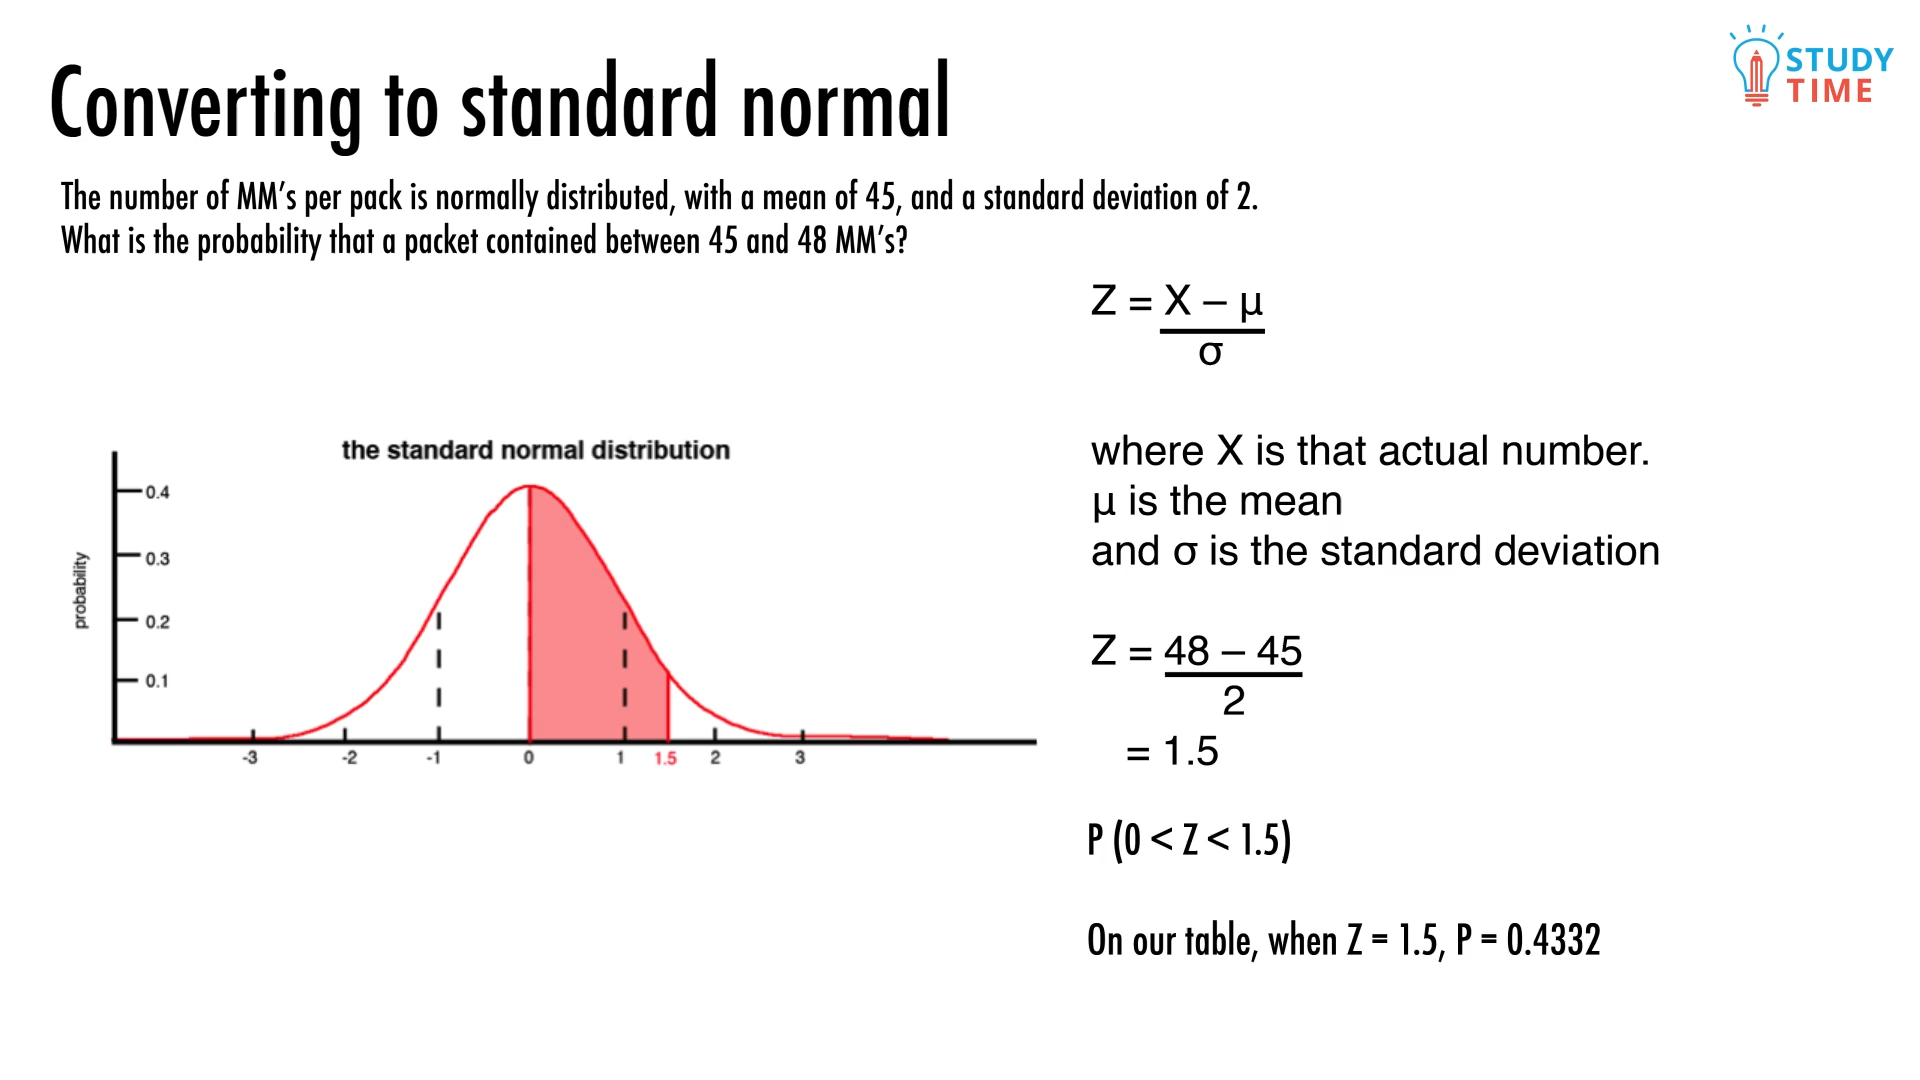 Converting to standard normal
STUDY
TIME
The number of MM's per pack is normally distributed, with a mean of 45, and a standard deviation of 2.
What is the probability that a packet contained between 45 and 48 MM's?
Z = X – μ
σ
where X is that actual number.
μ is the mean
and σ is the standard deviation
Z = 48 – 45
2
= 1.5
P (0 < Z < 1.5)
On our table, when Z = 1.5, P = 0.4332
the standard normal distribution
probability
0.4
0.3
0.2
0.1
-3 -2 -1 0 1 1.5 2 3